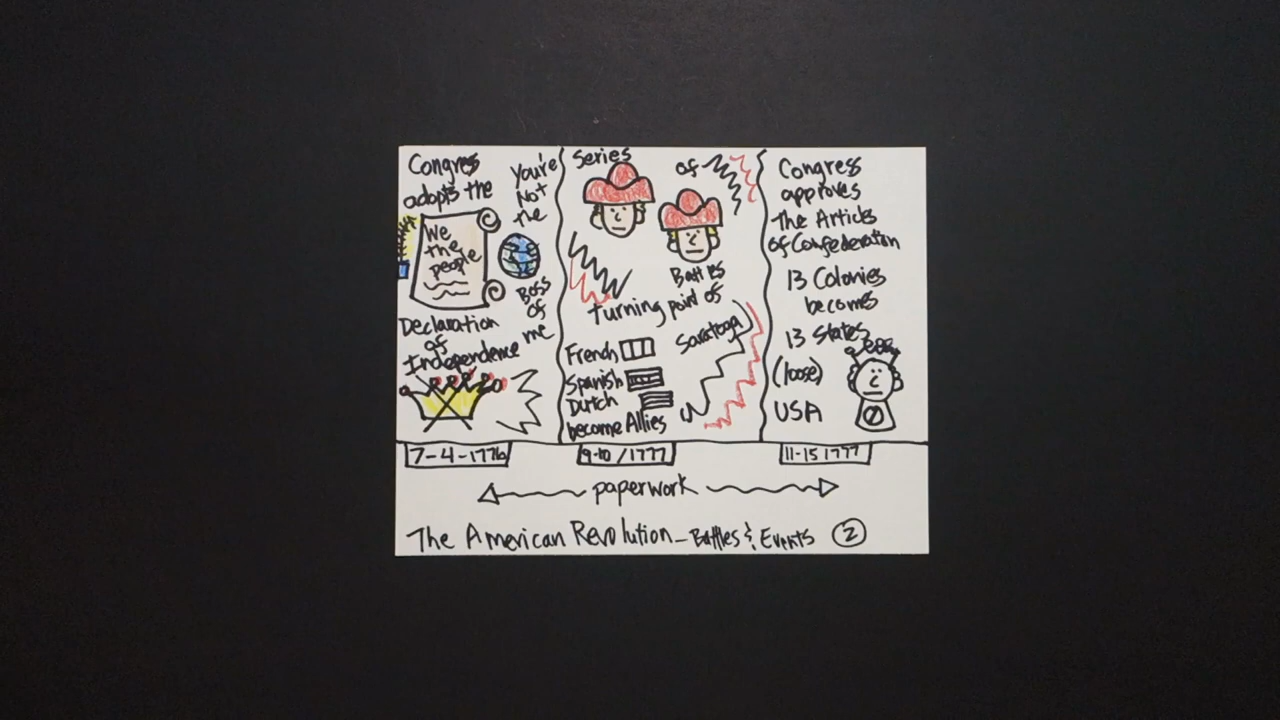 Congress
adopts the
We
the
people
Declaration
of
Independence
You're
Not
the
Boss
of
me
7-4-1776
Series
of
Battles
turning point of
Saratoga
French
Spanish
Dutch
become Allies
9-10/1777
Congress
approves
The Articles
of Confederation
13 Colonies
becomes
13 States
(loose)
USA
11-15 1777
paperwork
The American Revolution - Battles & Events 2